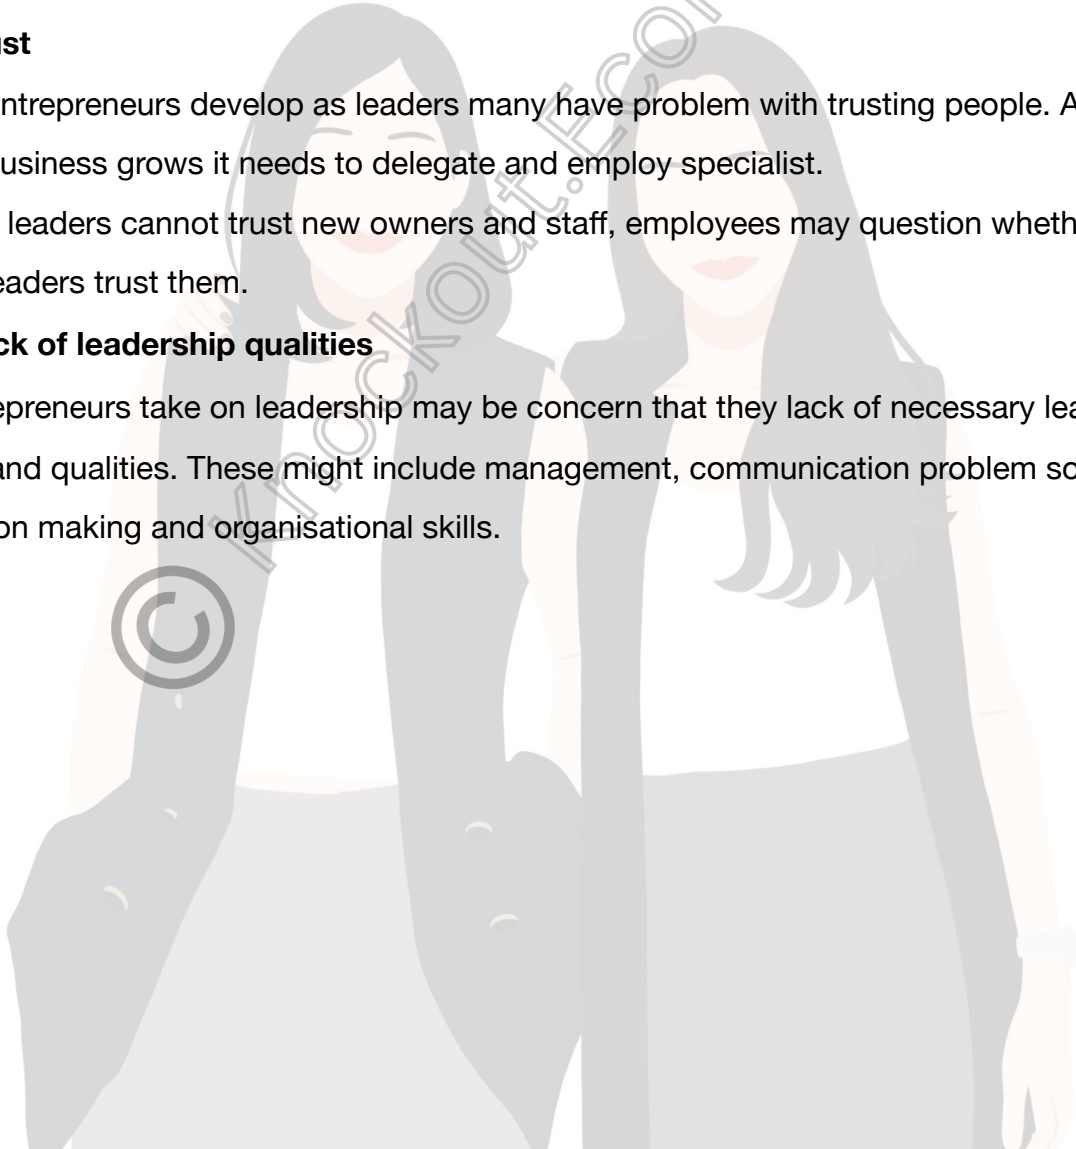 ust
ntrepreneurs develop as leaders many have problem with trusting people. A
usiness grows it needs to delegate and employ specialist.
leaders cannot trust new owners and staff, employees may question wheth
eaders trust them.
ck of leadership qualities
epreneurs take on leadership may be concern that they lack of necessary lea
and qualities. These might include management, communication problem so
on making and organisational skills.
© Knockout.Econ